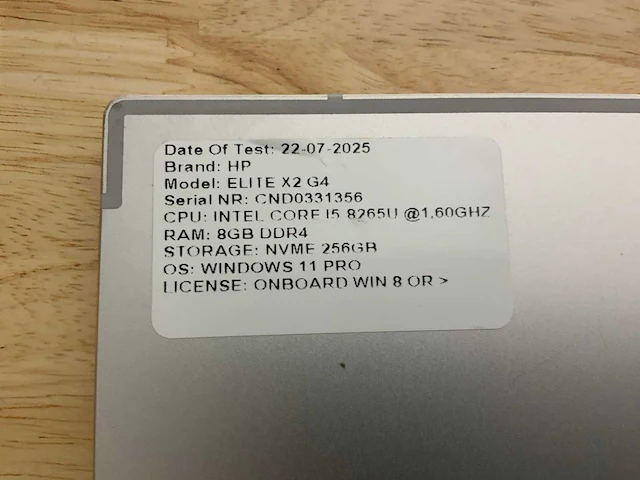 Date Of Test: 22-07-2025
Brand: HP
Model: ELITE X2 G4
Serial NR: CND0331356
CPU: INTEL CORE I5 8265U @1,60GHZ
RAM: 8GB DDR4
STORAGE: NVME 256GB
OS: WINDOWS 11 PRO
LICENSE: ONBOARD WIN 8 OR >